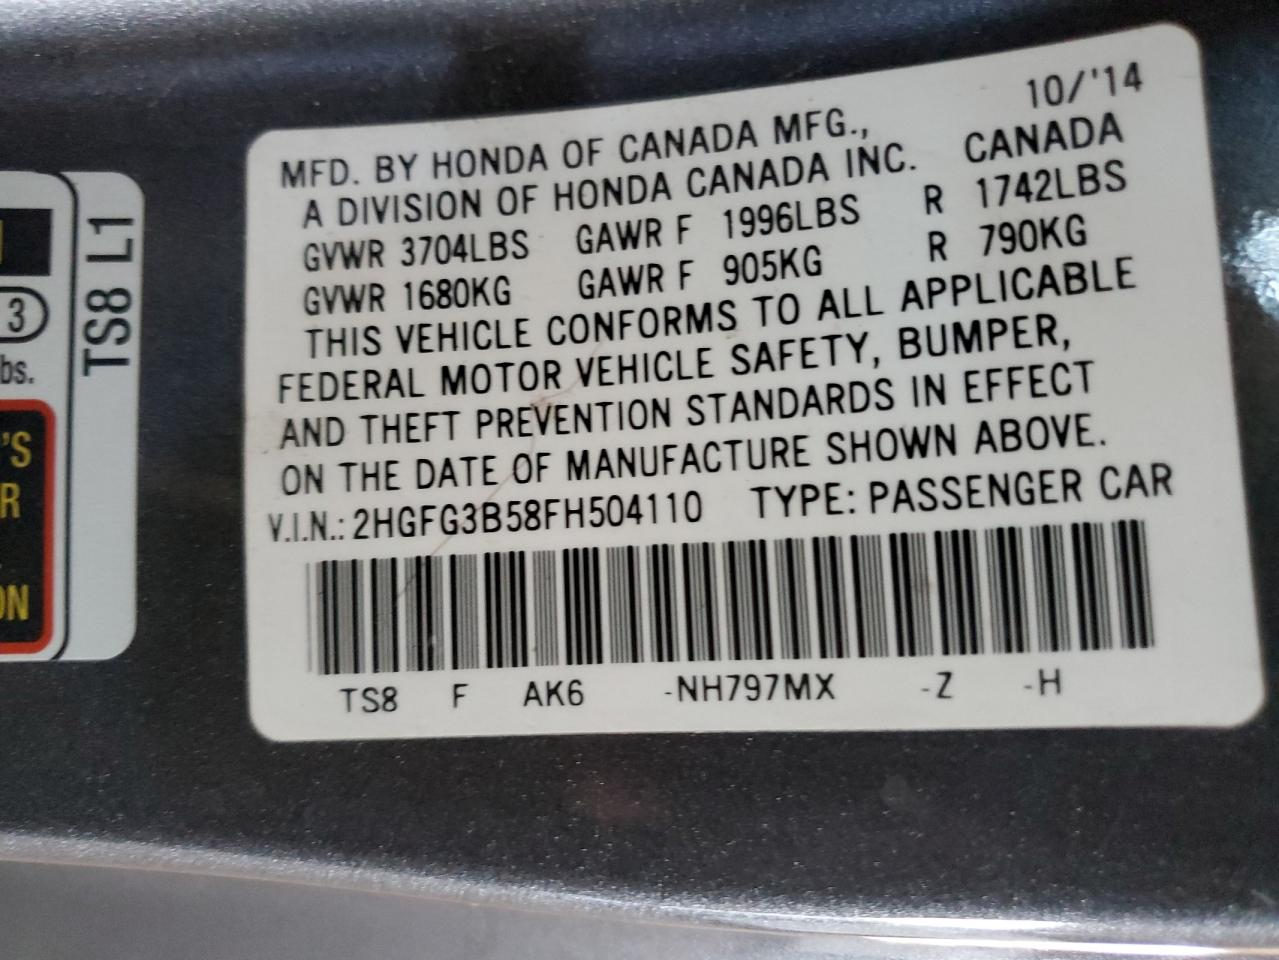 10/'14
MFD. BY HONDA OF CANADA MFG.,
A DIVISION OF HONDA CANADA INC. CANADA
GVWR 3704LBS GAWR F 1996LBS R 1742LBS
GVWR 1680KG GAWR F 905KG R 790KG
THIS VEHICLE CONFORMS TO ALL APPLICABLE
FEDERAL MOTOR VEHICLE SAFETY, BUMPER,
AND THEFT PREVENTION STANDARDS IN EFFECT
ON THE DATE OF MANUFACTURE SHOWN ABOVE.
V.I.N.: 2HGFG3B58FH504110 TYPE: PASSENGER CAR
TS8 F AK6 -NH797MX -Z -H
TS8 L1
3
bs.
'S
R
ON